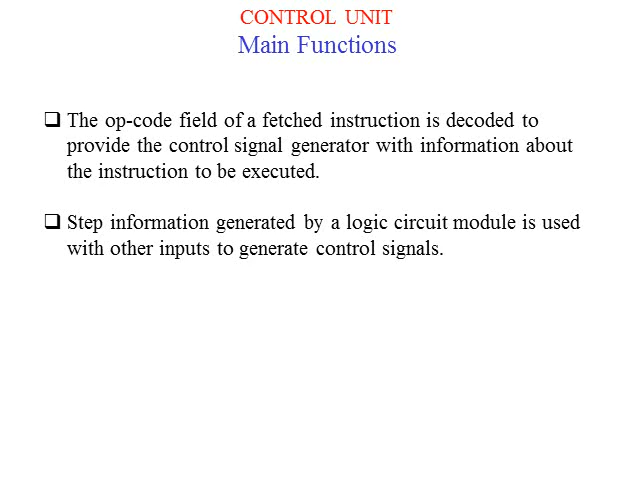 CONTROL UNIT
Main Functions
❑ The op-code field of a fetched instruction is decoded to
provide the control signal generator with information about
the instruction to be executed.
❑ Step information generated by a logic circuit module is used
with other inputs to generate control signals.